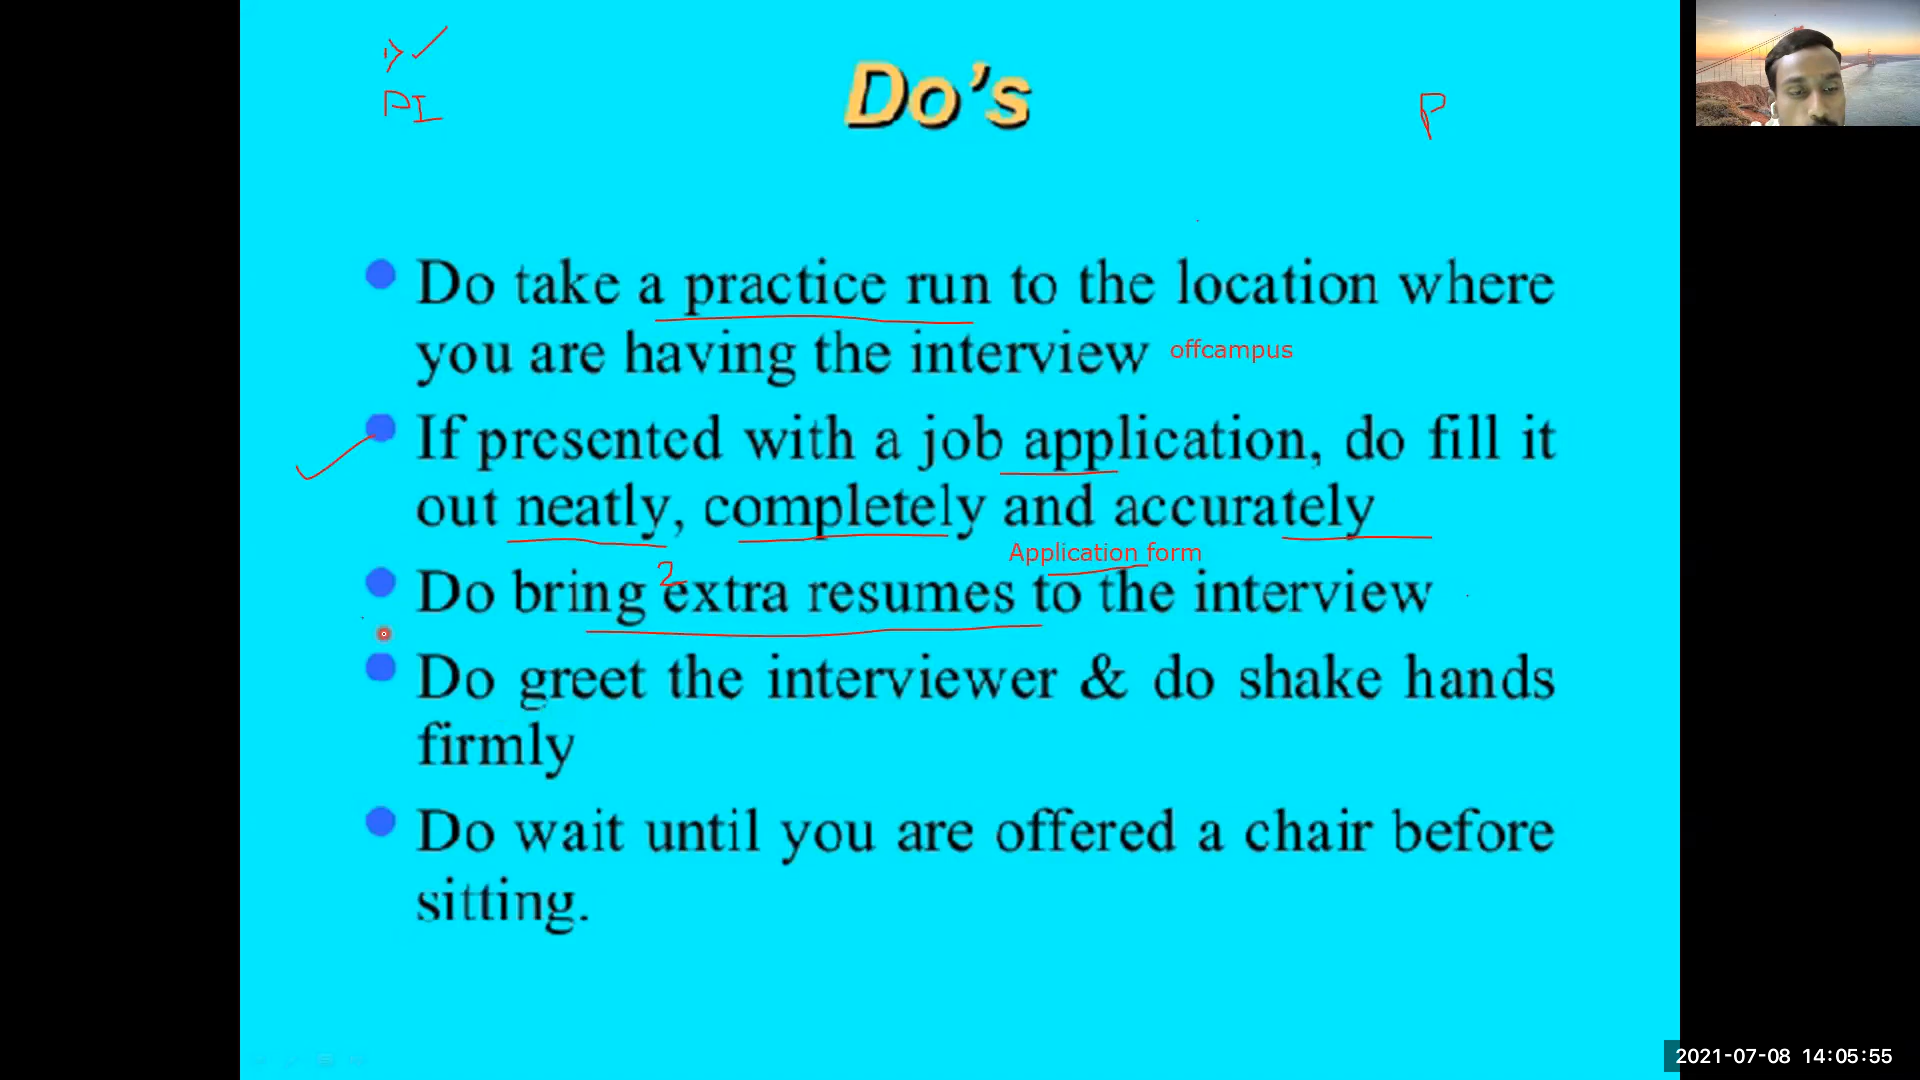 PI
Do's
P
Do take a practice run to the location where
you are having the interview offcampus
If presented with a job application, do fill it
out neatly, completely and accurately
Application form
2
Do bring extra resumes to the interview
Do greet the interviewer & do shake hands
firmly
Do wait until you are offered a chair before
sitting.
2021-07-08 14:05:55